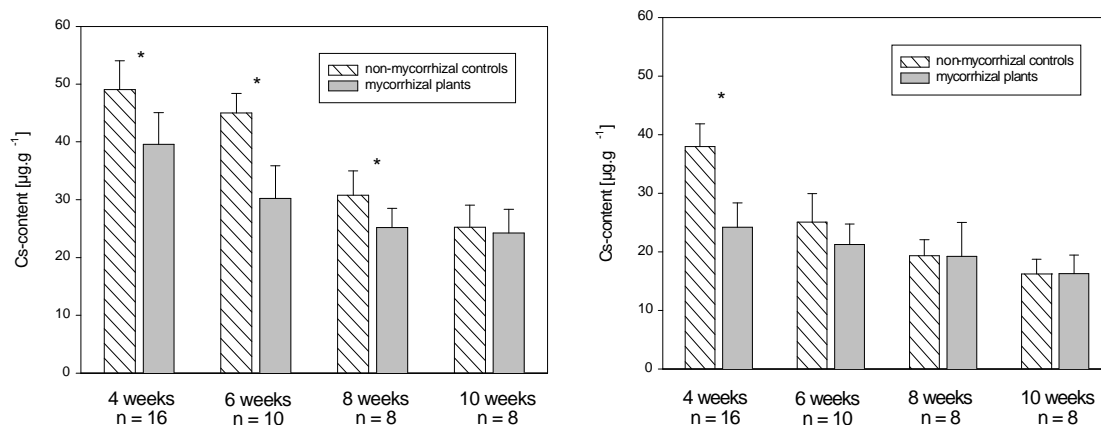 60
50
40
30
20
10
0
Cs-content [µg.g -1]
*
*
*
non-mycorrhizal controls
mycorrhizal plants
4 weeks
n = 16
6 weeks
n = 10
8 weeks
n = 8
10 weeks
n = 8
60
50
40
30
20
10
0
Cs-content [µg.g -1]
*
non-mycorrhizal controls
mycorrhizal plants
4 weeks
n = 16
6 weeks
n = 10
8 weeks
n = 8
10 weeks
n = 8